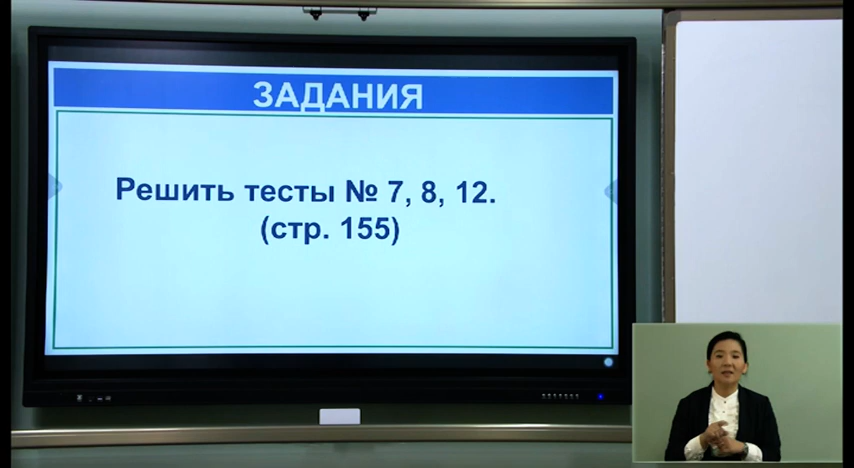 ЗАДАНИЯ
Решить тесты № 7, 8, 12.
(стр. 155)